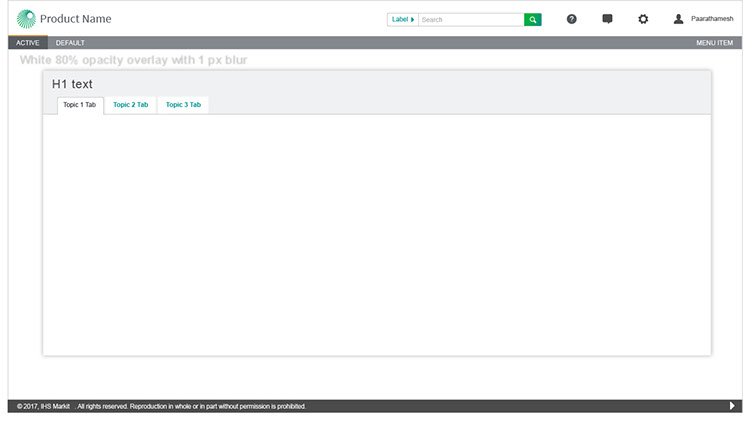 Product Name
Label Search Paarathamesh
ACTIVE DEFAULT MENU ITEM
White 80% opacity overlay with 1 px blur
H1 text
Topic 1 Tab Topic 2 Tab Topic 3 Tab
© 2017, IHS Markit . All rights reserved. Reproduction in whole or in part without permission is prohibited.